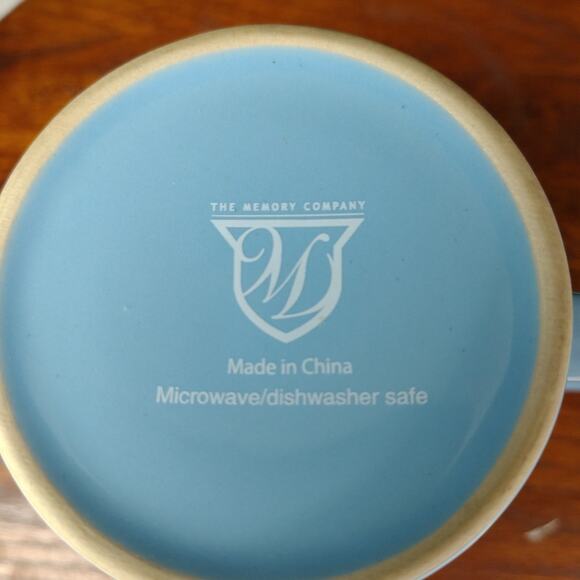 THE MEMORY COMPANY
M
Made in China
Microwave/dishwasher safe